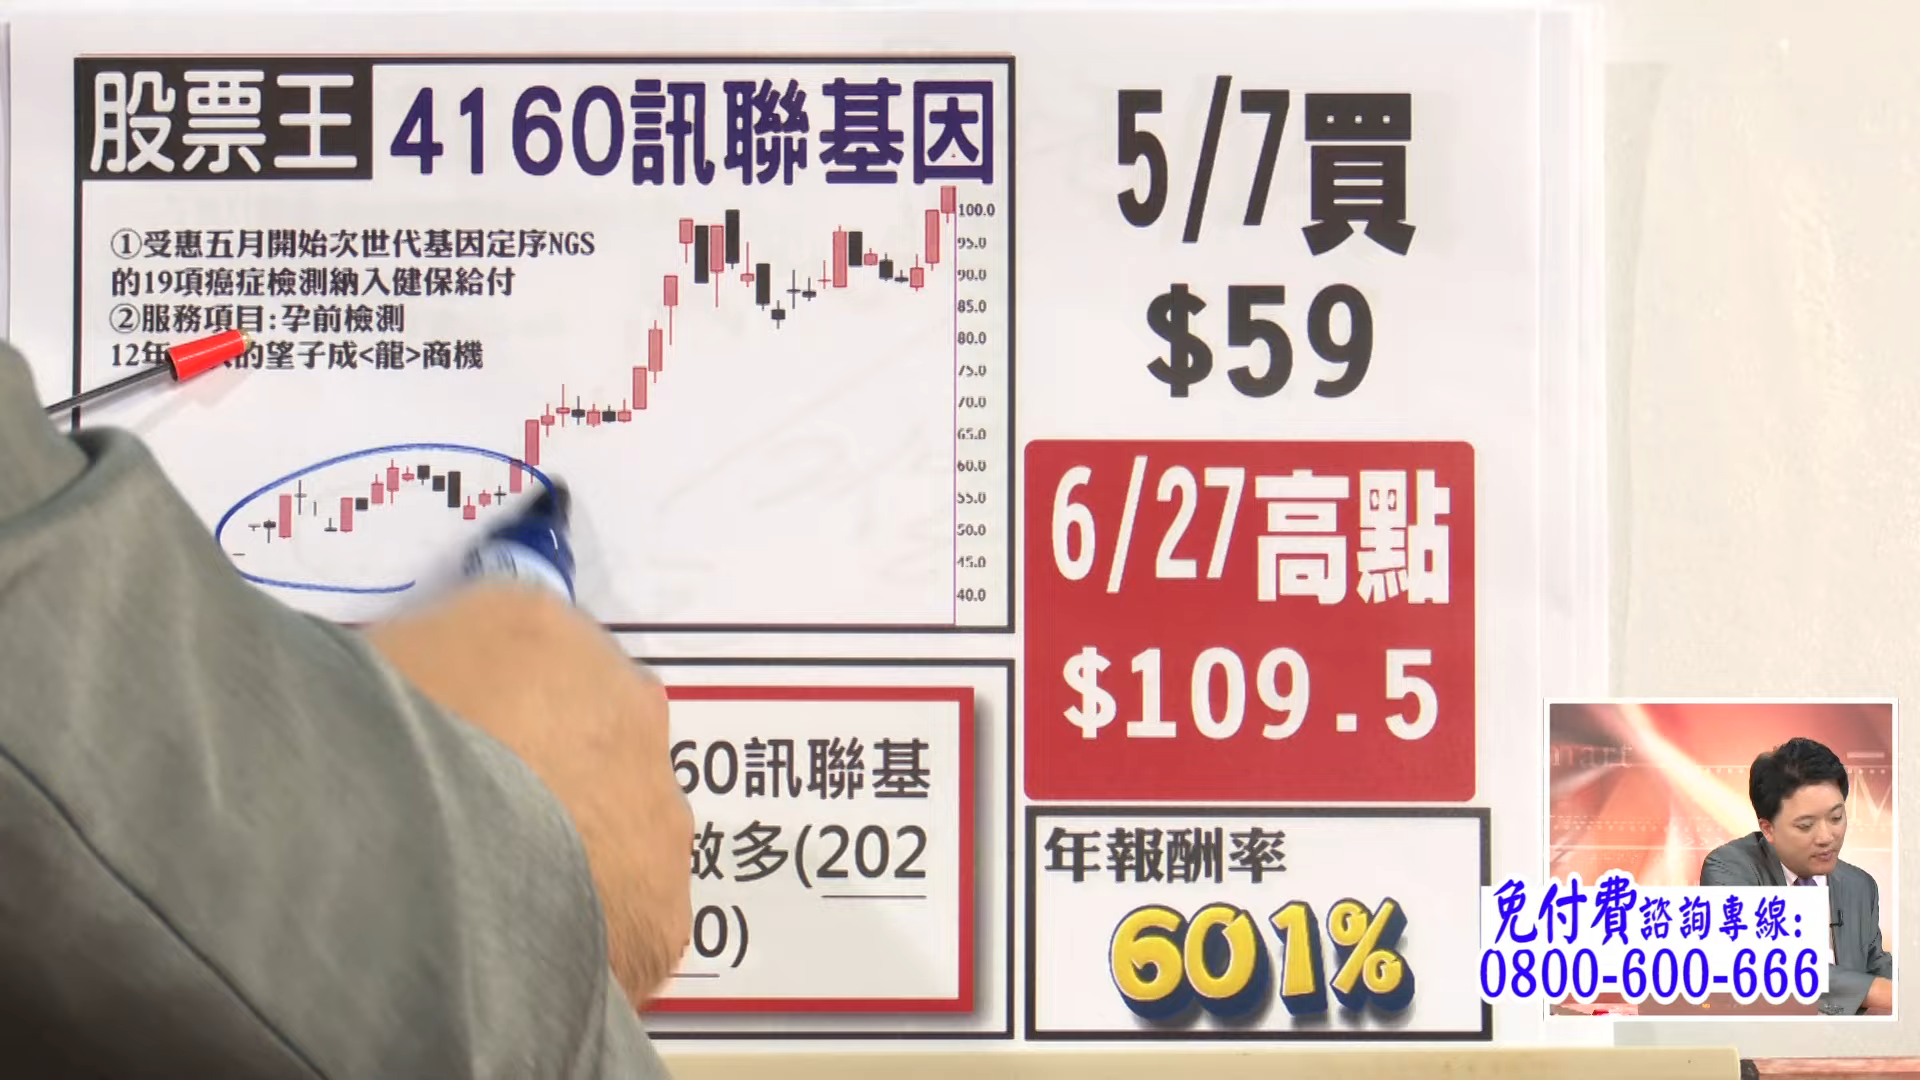 股票王 4160訊聯基因
①受惠五月開始次世代基因定序NGS
的19項癌症檢測納入健保給付
②服務項目:孕前檢測
12年 的望子成<龍>商機
100.0
95.0
90.0
85.0
80.0
75.0
70.0
65.0
60.0
55.0
50.0
45.0
40.0
5/7買
$59
6/27高點
$109.5
60訊聯基
做多(202
0)
年報酬率
601%
免付費諮詢專線:
0800-600-666